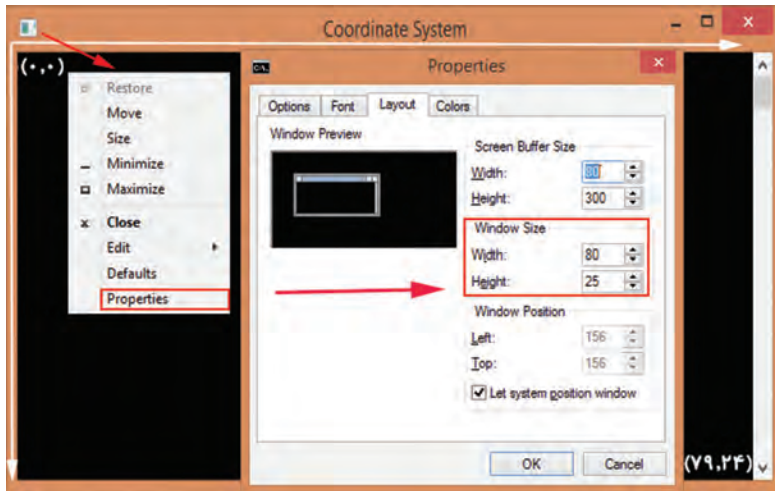 Coordinate System
(۰,۰)
Restore
Move
Size
Minimize
Maximize
Close
Edit
Defaults
Properties
C:\.
Properties
Options Font Layout Colors
Window Preview
Screen Buffer Size
Width: 80
Height: 300
Window Size
Width: 80
Height: 25
Window Position
Left: 156
Top: 156
Let system position window
OK Cancel
(۷۹,۲۴)